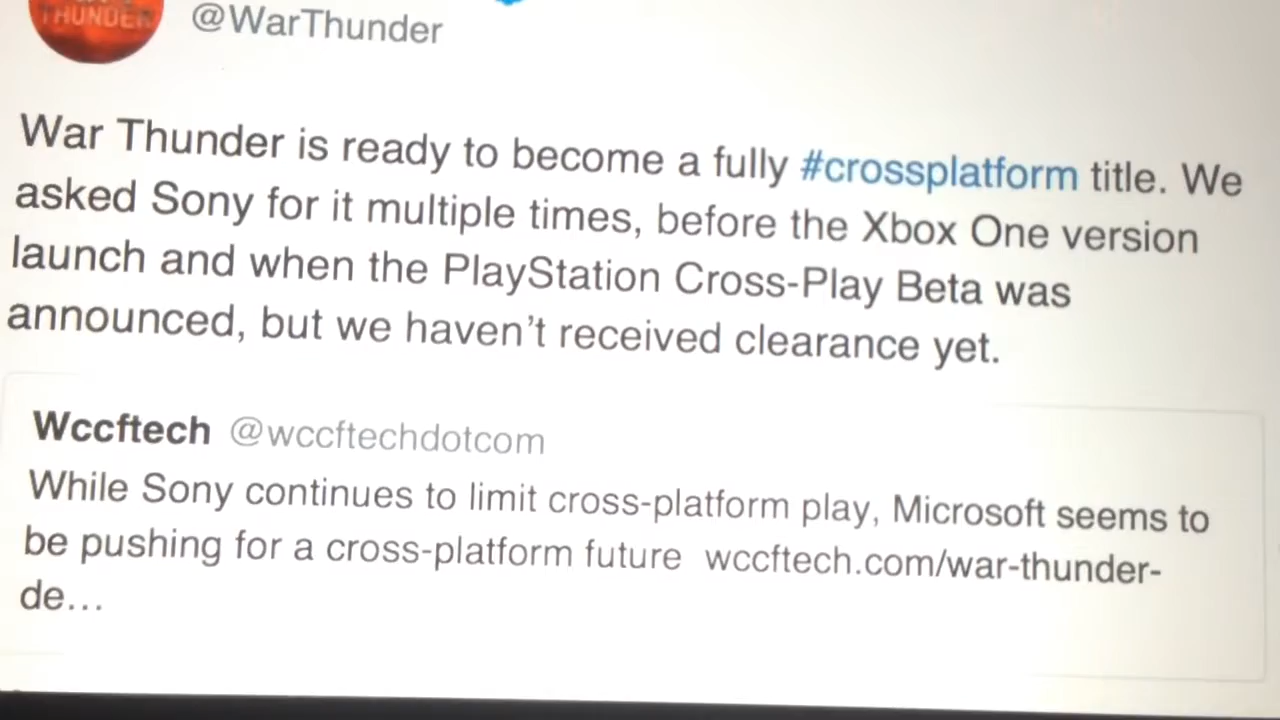 THUNDER
@WarThunder
War Thunder is ready to become a fully #crossplatform title. We
asked Sony for it multiple times, before the Xbox One version
launch and when the PlayStation Cross-Play Beta was
announced, but we haven't received clearance yet.
Wccftech @wccftechdotcom
While Sony continues to limit cross-platform play, Microsoft seems to
be pushing for a cross-platform future wccftech.com/war-thunder-
de...